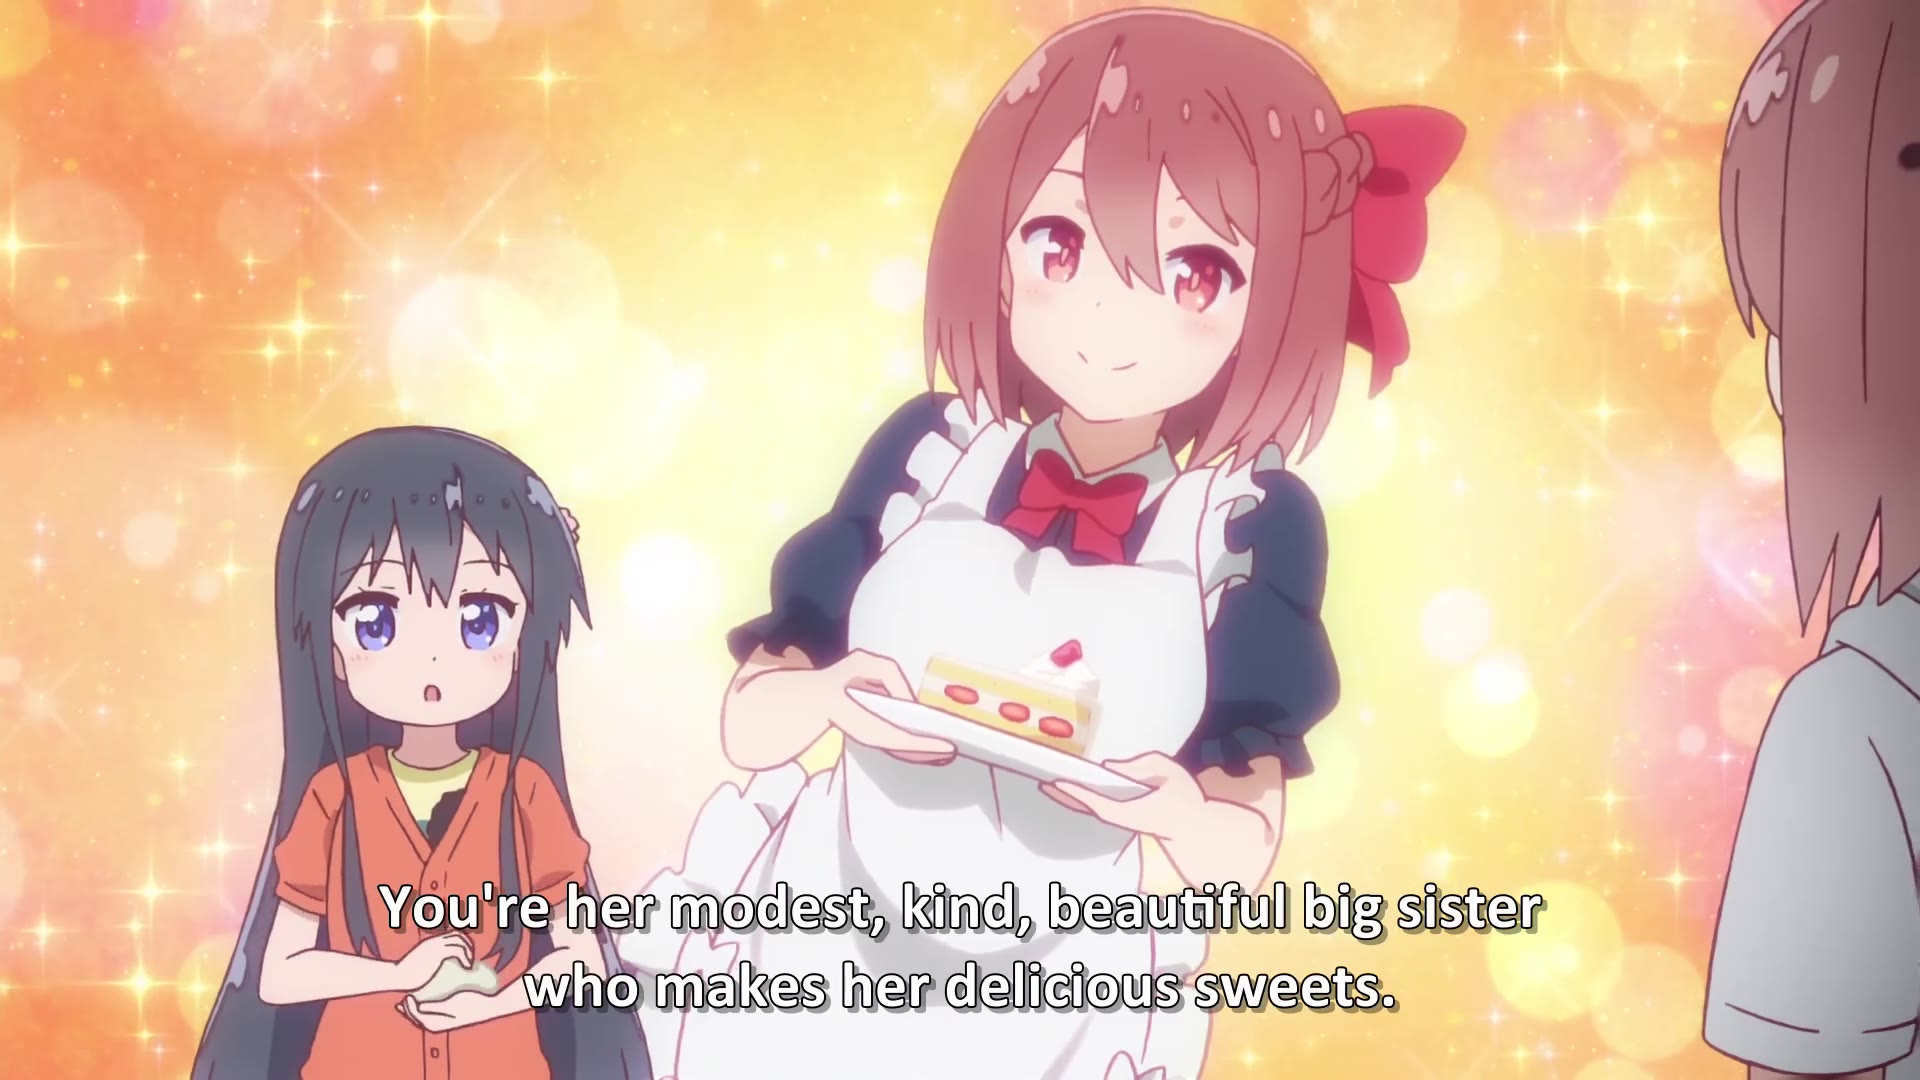 You're her modest, kind, beautiful big sister
who makes her delicious sweets.